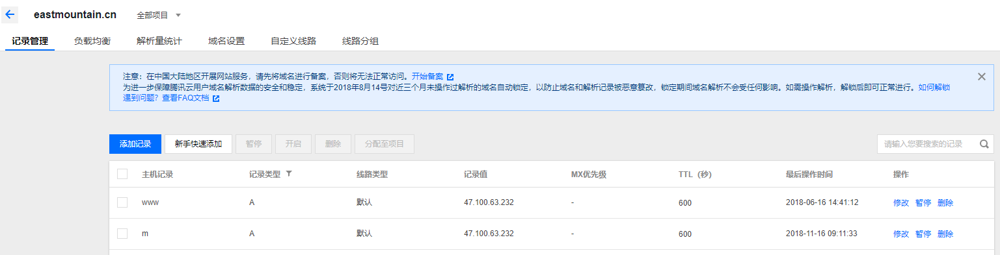 eastmountain.cn 全部项目
记录管理 负载均衡 解析量统计 域名设置 自定义线路 线路分组
注意：在中国大陆地区开展网站服务，请先将域名进行备案，否则将无法正常访问。开始备案
为进一步保障腾讯云用户域名解析数据的安全和稳定，系统于2018年8月14号对近三个月未操作过解析的域名自动锁定，以防止域名和解析记录被恶意篡改，锁定期间域名解析不会受任何影响。如需操作解析，解锁后即可正常进行。如何解锁
遇到问题？查看FAQ文档
添加记录 新手快速添加 暂停 开启 删除 分配至项目 请输入您要搜索的记录
主机记录 记录类型 线路类型 记录值 MX优先级 TTL（秒） 最后操作时间 操作
www A 默认 47.100.63.232 - 600 2018-06-16 14:41:12 修改 暂停 删除
m A 默认 47.100.63.232 - 600 2018-11-16 09:11:33 修改 暂停 删除